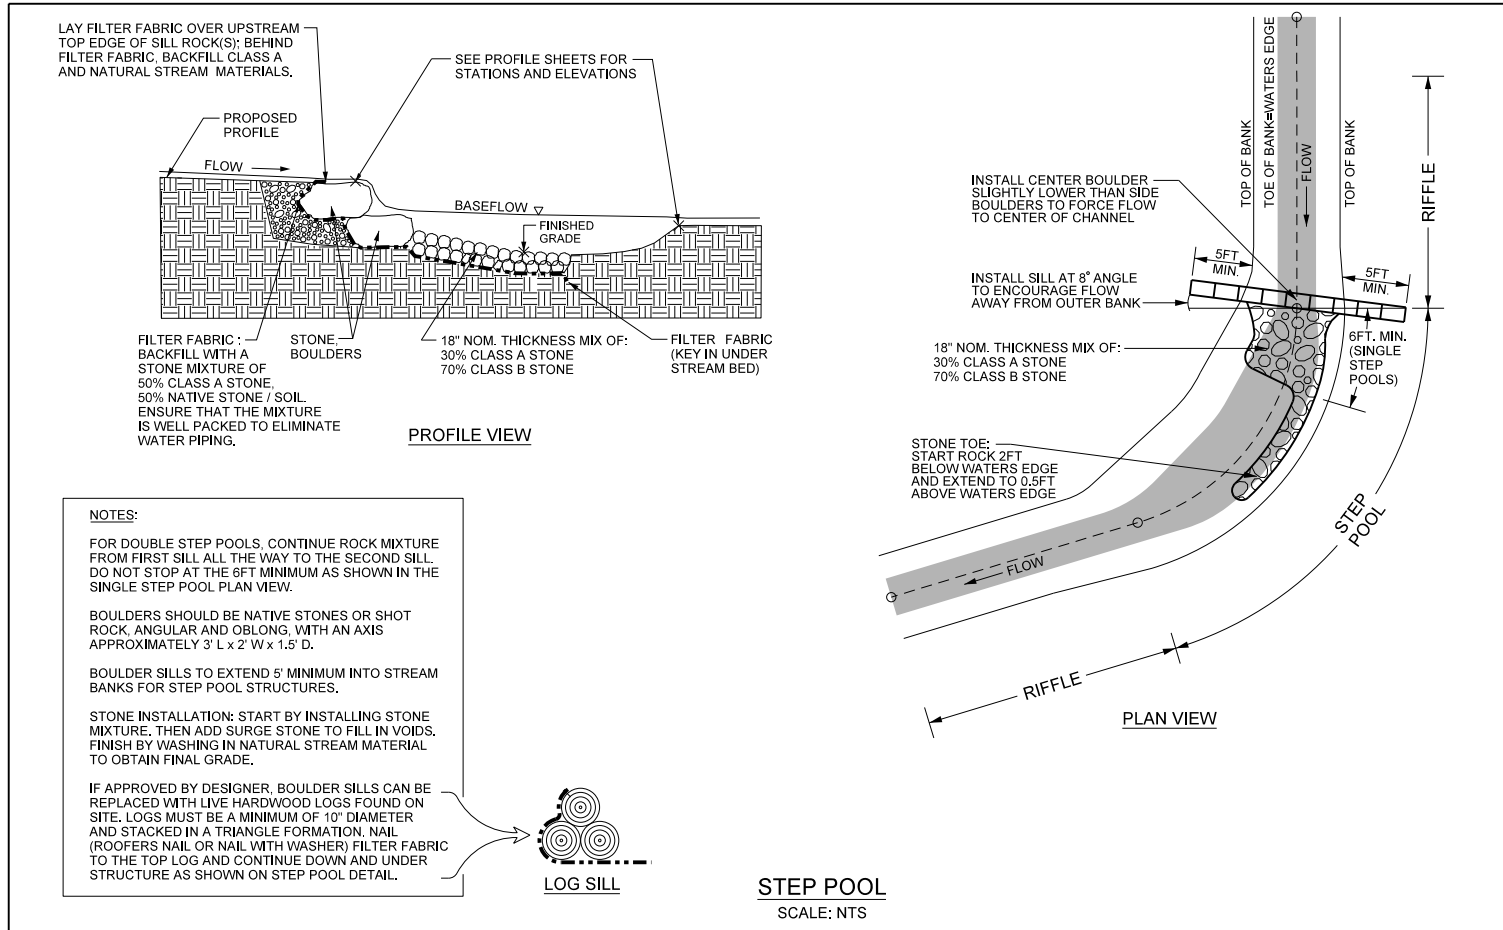 LAY FILTER FABRIC OVER UPSTREAM
TOP EDGE OF SILL ROCK(S); BEHIND
FILTER FABRIC, BACKFILL CLASS A
AND NATURAL STREAM MATERIALS.
SEE PROFILE SHEETS FOR
STATIONS AND ELEVATIONS
PROPOSED
PROFILE
FLOW
BASEFLOW
FINISHED
GRADE
FILTER FABRIC :
BACKFILL WITH A
STONE MIXTURE OF
50% CLASS A STONE,
50% NATIVE STONE / SOIL.
ENSURE THAT THE MIXTURE
IS WELL PACKED TO ELIMINATE
WATER PIPING.
STONE,
BOULDERS
18" NOM. THICKNESS MIX OF:
30% CLASS A STONE
70% CLASS B STONE
FILTER FABRIC
(KEY IN UNDER
STREAM BED)
PROFILE VIEW
TOP OF BANK
TOE OF BANK=WATERS EDGE
FLOW
TOP OF BANK
RIFFLE
INSTALL CENTER BOULDER
SLIGHTLY LOWER THAN SIDE
BOULDERS TO FORCE FLOW
TO CENTER OF CHANNEL
5FT
MIN.
5FT
MIN.
INSTALL SILL AT 8° ANGLE
TO ENCOURAGE FLOW
AWAY FROM OUTER BANK
18" NOM. THICKNESS MIX OF:
30% CLASS A STONE
70% CLASS B STONE
6FT. MIN.
(SINGLE
STEP
POOLS)
STONE TOE:
START ROCK 2FT
BELOW WATERS EDGE
AND EXTEND TO 0.5FT
ABOVE WATERS EDGE
STEP
POOL
FLOW
RIFFLE
PLAN VIEW
NOTES:
FOR DOUBLE STEP POOLS, CONTINUE ROCK MIXTURE
FROM FIRST SILL ALL THE WAY TO THE SECOND SILL.
DO NOT STOP AT THE 6FT MINIMUM AS SHOWN IN THE
SINGLE STEP POOL PLAN VIEW.
BOULDERS SHOULD BE NATIVE STONES OR SHOT
ROCK, ANGULAR AND OBLONG, WITH AN AXIS
APPROXIMATELY 3' L x 2' W x 1.5' D.
BOULDER SILLS TO EXTEND 5' MINIMUM INTO STREAM
BANKS FOR STEP POOL STRUCTURES.
STONE INSTALLATION: START BY INSTALLING STONE
MIXTURE. THEN ADD SURGE STONE TO FILL IN VOIDS.
FINISH BY WASHING IN NATURAL STREAM MATERIAL
TO OBTAIN FINAL GRADE.
IF APPROVED BY DESIGNER, BOULDER SILLS CAN BE
REPLACED WITH LIVE HARDWOOD LOGS FOUND ON
SITE. LOGS MUST BE A MINIMUM OF 10" DIAMETER
AND STACKED IN A TRIANGLE FORMATION. NAIL
(ROOFERS NAIL OR NAIL WITH WASHER) FILTER FABRIC
TO THE TOP LOG AND CONTINUE DOWN AND UNDER
STRUCTURE AS SHOWN ON STEP POOL DETAIL.
LOG SILL
STEP POOL
SCALE: NTS